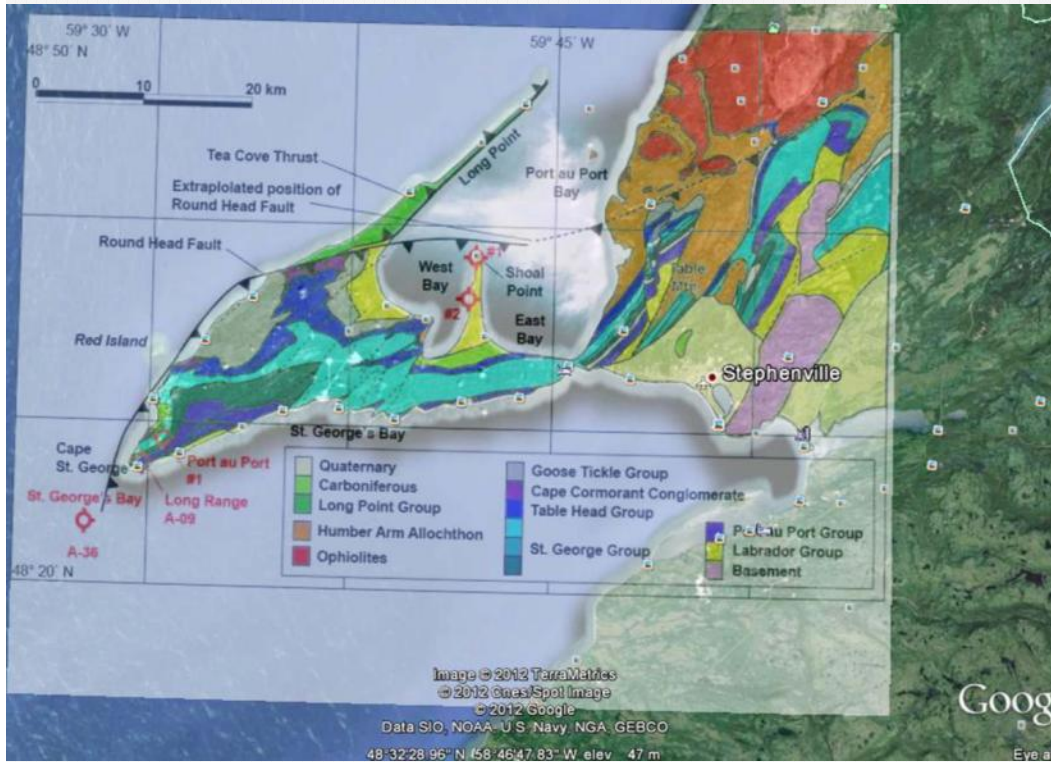 59° 30´ W
48° 50´ N
59° 45´ W
0
10
20 km
Tea Cove Thrust
Long Point
Extraplolated position of
Round Head Fault
Port au Port
Bay
Round Head Fault
#1
West
Bay
Shoal
Point
#2
East
Bay
Table
Mtn
Red Island
Stephenville
Cape
St. George
St. George's Bay
Port au Port
#1
St. George's Bay
Long Range
A-09
A-36
48° 20´ N
Quaternary
Carboniferous
Long Point Group
Humber Arm Allochthon
Ophiolites
Goose Tickle Group
Cape Cormorant Conglomerate
Table Head Group
St. George Group
Port au Port Group
Labrador Group
Basement
Image © 2012 TerraMetrics
© 2012 Cnes/Spot Image
© 2012 Google
Data SIO, NOAA, U.S. Navy, NGA, GEBCO
48°32'28.96" N 58°46'47.83" W elev 47 m
Goog
Eye a